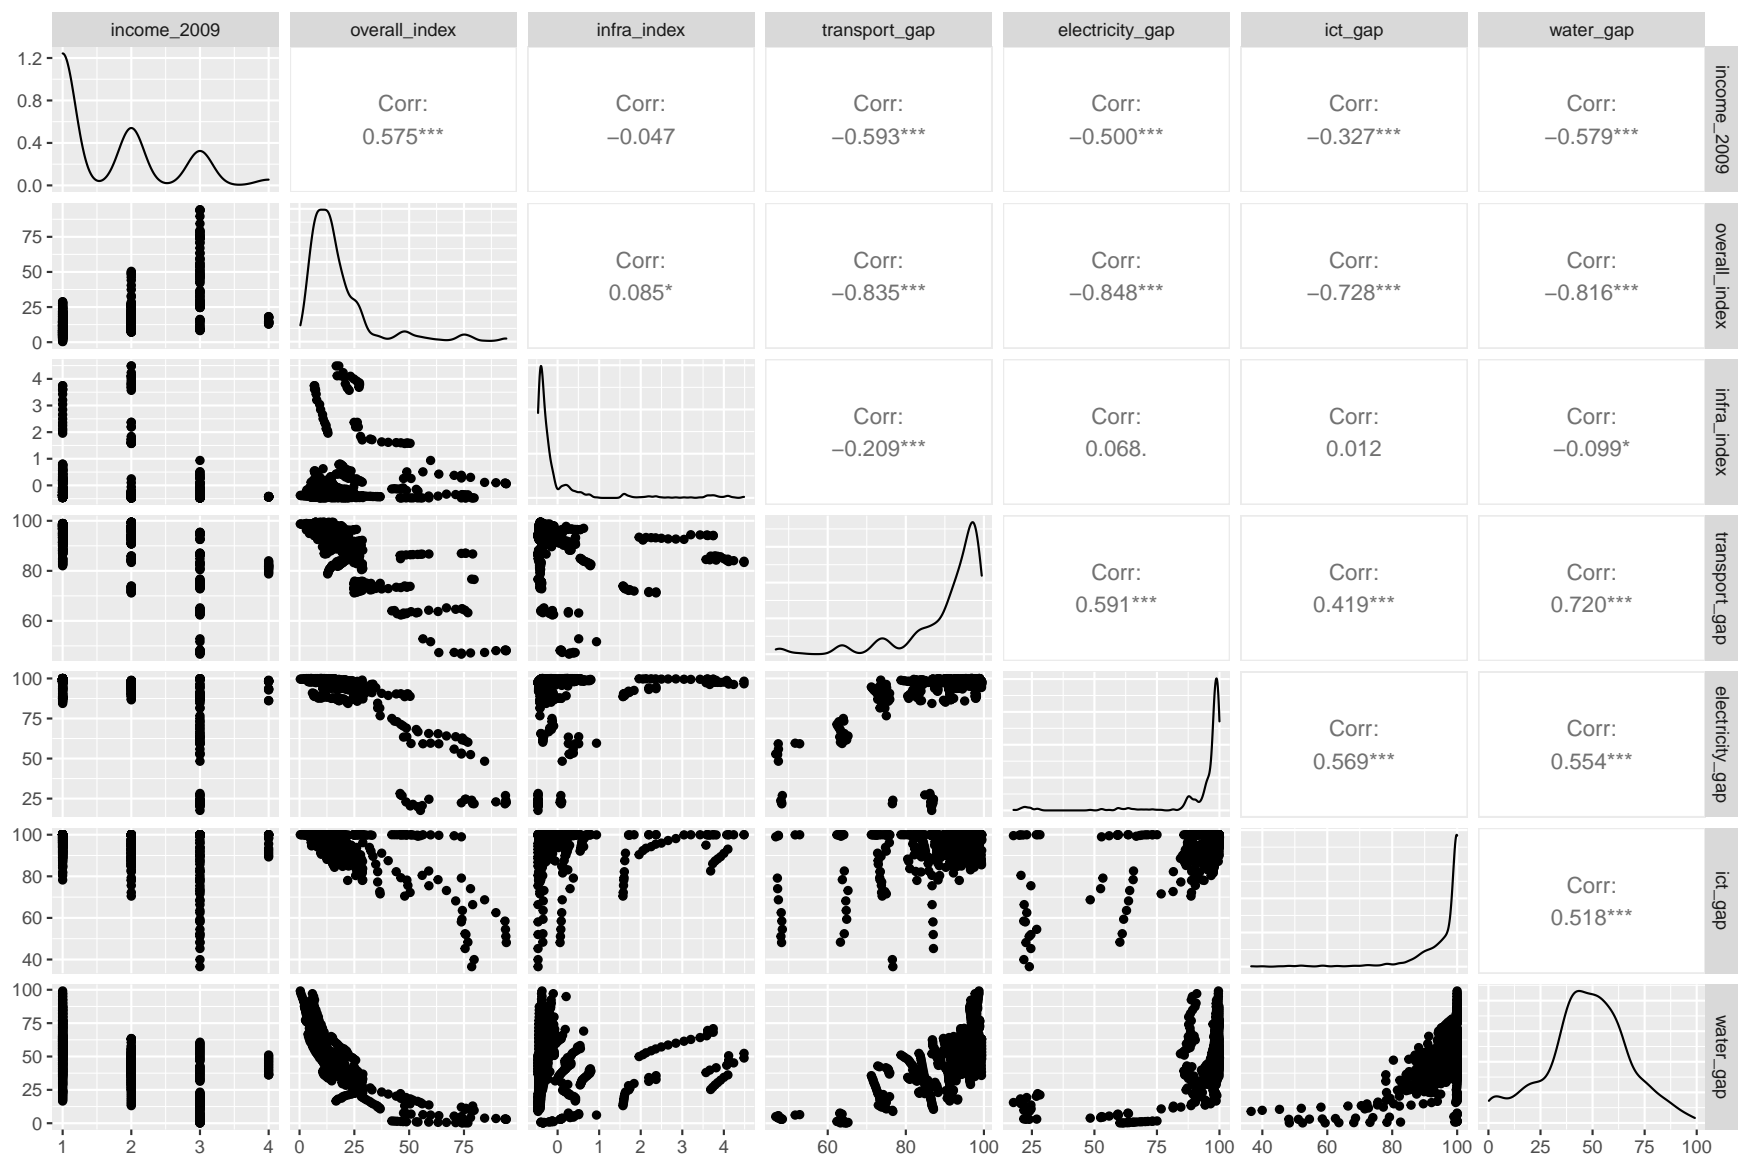 income_2009 overall_index infra_index transport_gap electricity_gap ict_gap water_gap
1.2
0.8
0.4
0.0
Corr: Corr: Corr: Corr: Corr: Corr:
0.575*** −0.047 −0.593*** −0.500*** −0.327*** −0.579***
income_2009
75
50
25
0
Corr: Corr: Corr: Corr: Corr:
0.085* −0.835*** −0.848*** −0.728*** −0.816***
overall_index
4
3
2
1
0
Corr: Corr: Corr: Corr:
−0.209*** 0.068. 0.012 −0.099*
infra_index
100
80
60
Corr: Corr: Corr:
0.591*** 0.419*** 0.720***
transport_gap
100
75
50
25
Corr: Corr:
0.569*** 0.554***
electricity_gap
100
80
60
40
Corr:
0.518***
ict_gap
100
75
50
25
0
water_gap
1 2 3 4 0 25 50 75 0 1 2 3 4 60 80 100 25 50 75 100 40 60 80 100 0 25 50 75 100